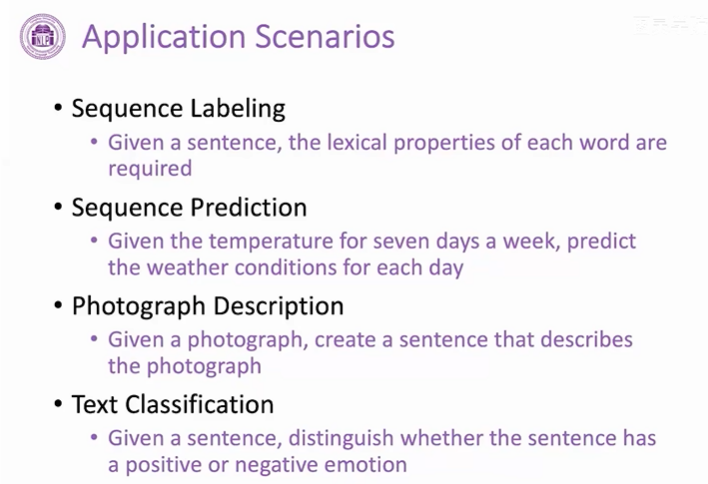 Application Scenarios
• Sequence Labeling
• Given a sentence, the lexical properties of each word are
required
• Sequence Prediction
• Given the temperature for seven days a week, predict
the weather conditions for each day
• Photograph Description
• Given a photograph, create a sentence that describes
the photograph
• Text Classification
• Given a sentence, distinguish whether the sentence has
a positive or negative emotion